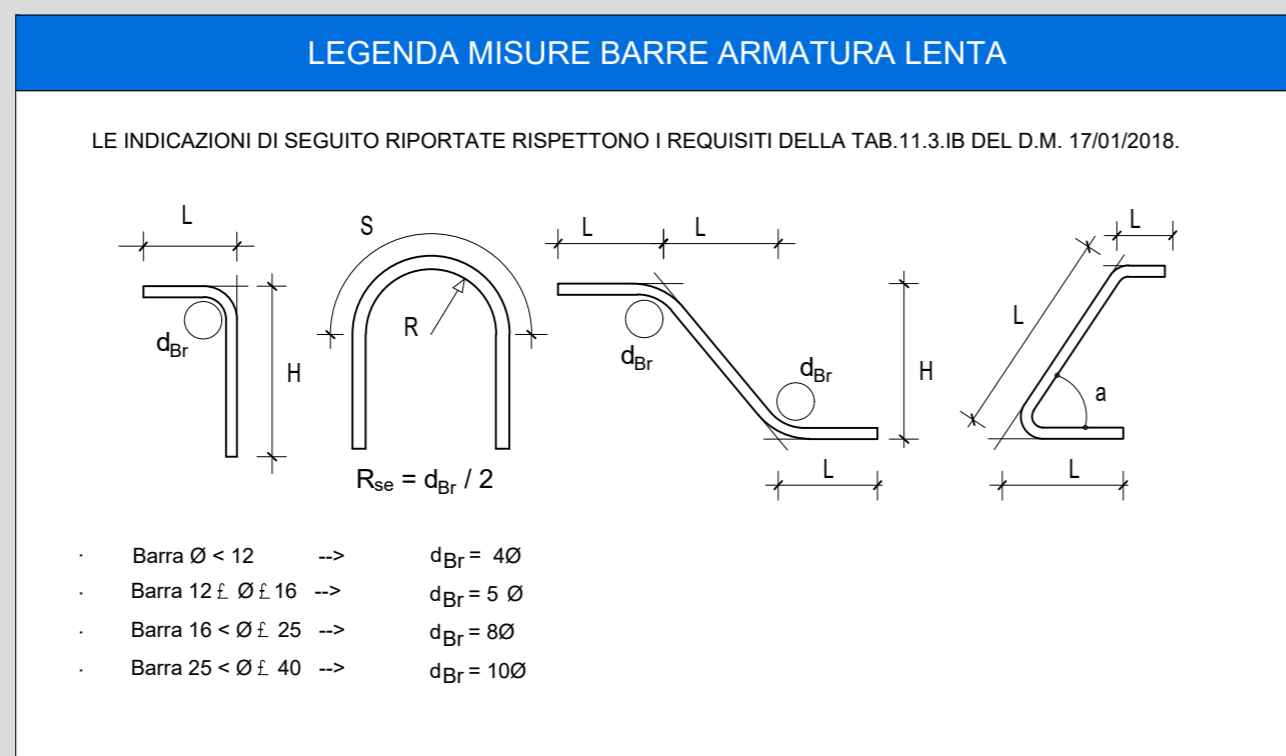 LEGENDA MISURE BARRE ARMATURA LENTA
LE INDICAZIONI DI SEGUITO RIPORTATE RISPETTONO I REQUISITI DELLA TAB.11.3.IB DEL D.M. 17/01/2018.
L
dBr
H
S
R
Rse = dBr / 2
L
L
dBr
dBr
H
L
L
L
a
L
· Barra Ø < 12 --> dBr = 4Ø
· Barra 12 £ Ø £ 16 --> dBr = 5 Ø
· Barra 16 < Ø £ 25 --> dBr = 8Ø
· Barra 25 < Ø £ 40 --> dBr = 10Ø